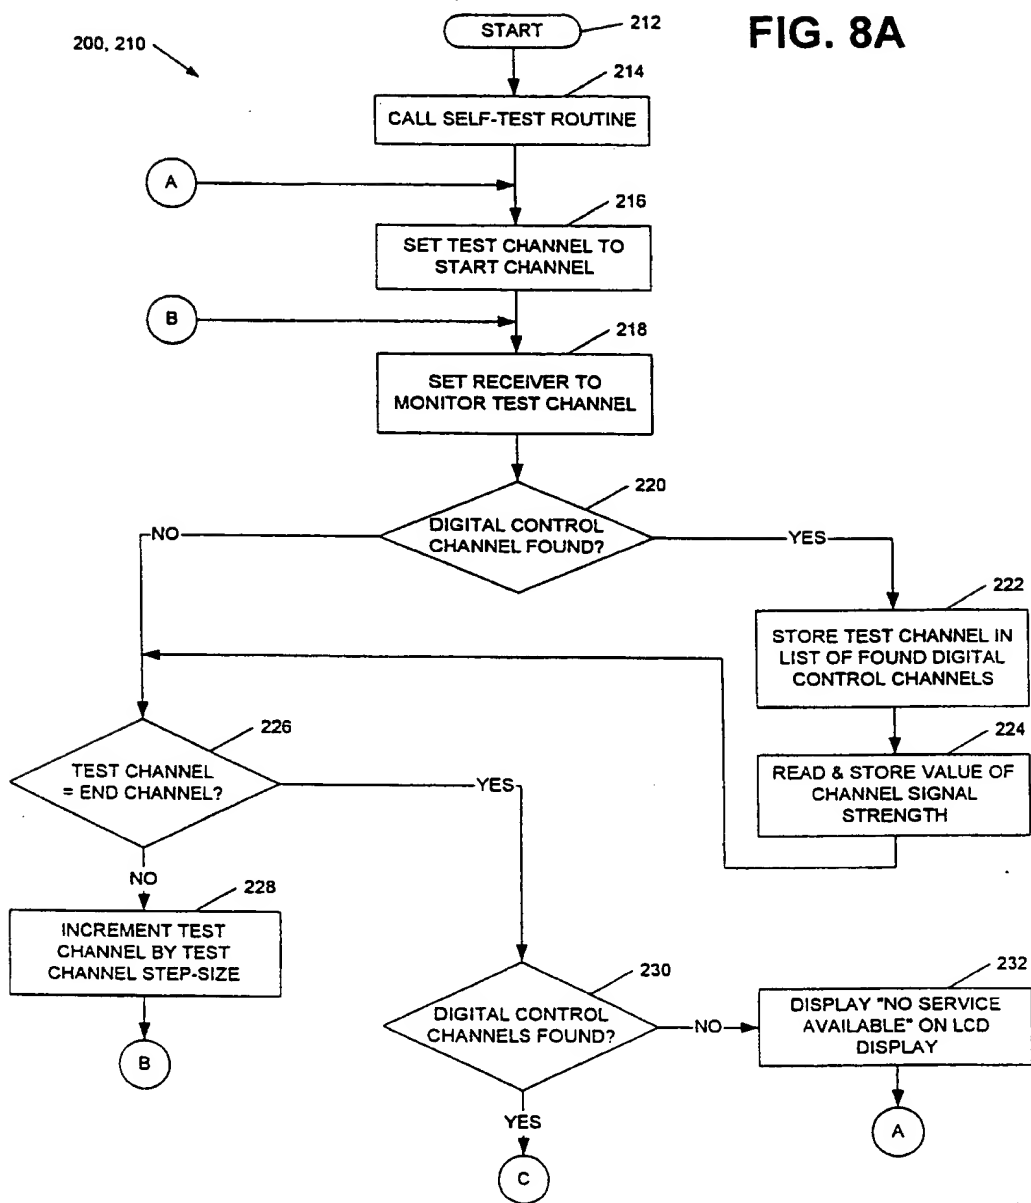 FIG. 8A
200, 210
START
212
214
CALL SELF-TEST ROUTINE
A
216
SET TEST CHANNEL TO
START CHANNEL
B
218
SET RECEIVER TO
MONITOR TEST CHANNEL
220
DIGITAL CONTROL
CHANNEL FOUND?
NO
YES
222
STORE TEST CHANNEL IN
LIST OF FOUND DIGITAL
CONTROL CHANNELS
224
READ & STORE VALUE OF
CHANNEL SIGNAL
STRENGTH
226
TEST CHANNEL
= END CHANNEL?
YES
NO
228
INCREMENT TEST
CHANNEL BY TEST
CHANNEL STEP-SIZE
B
230
DIGITAL CONTROL
CHANNELS FOUND?
NO
232
DISPLAY "NO SERVICE
AVAILABLE" ON LCD
DISPLAY
A
YES
C